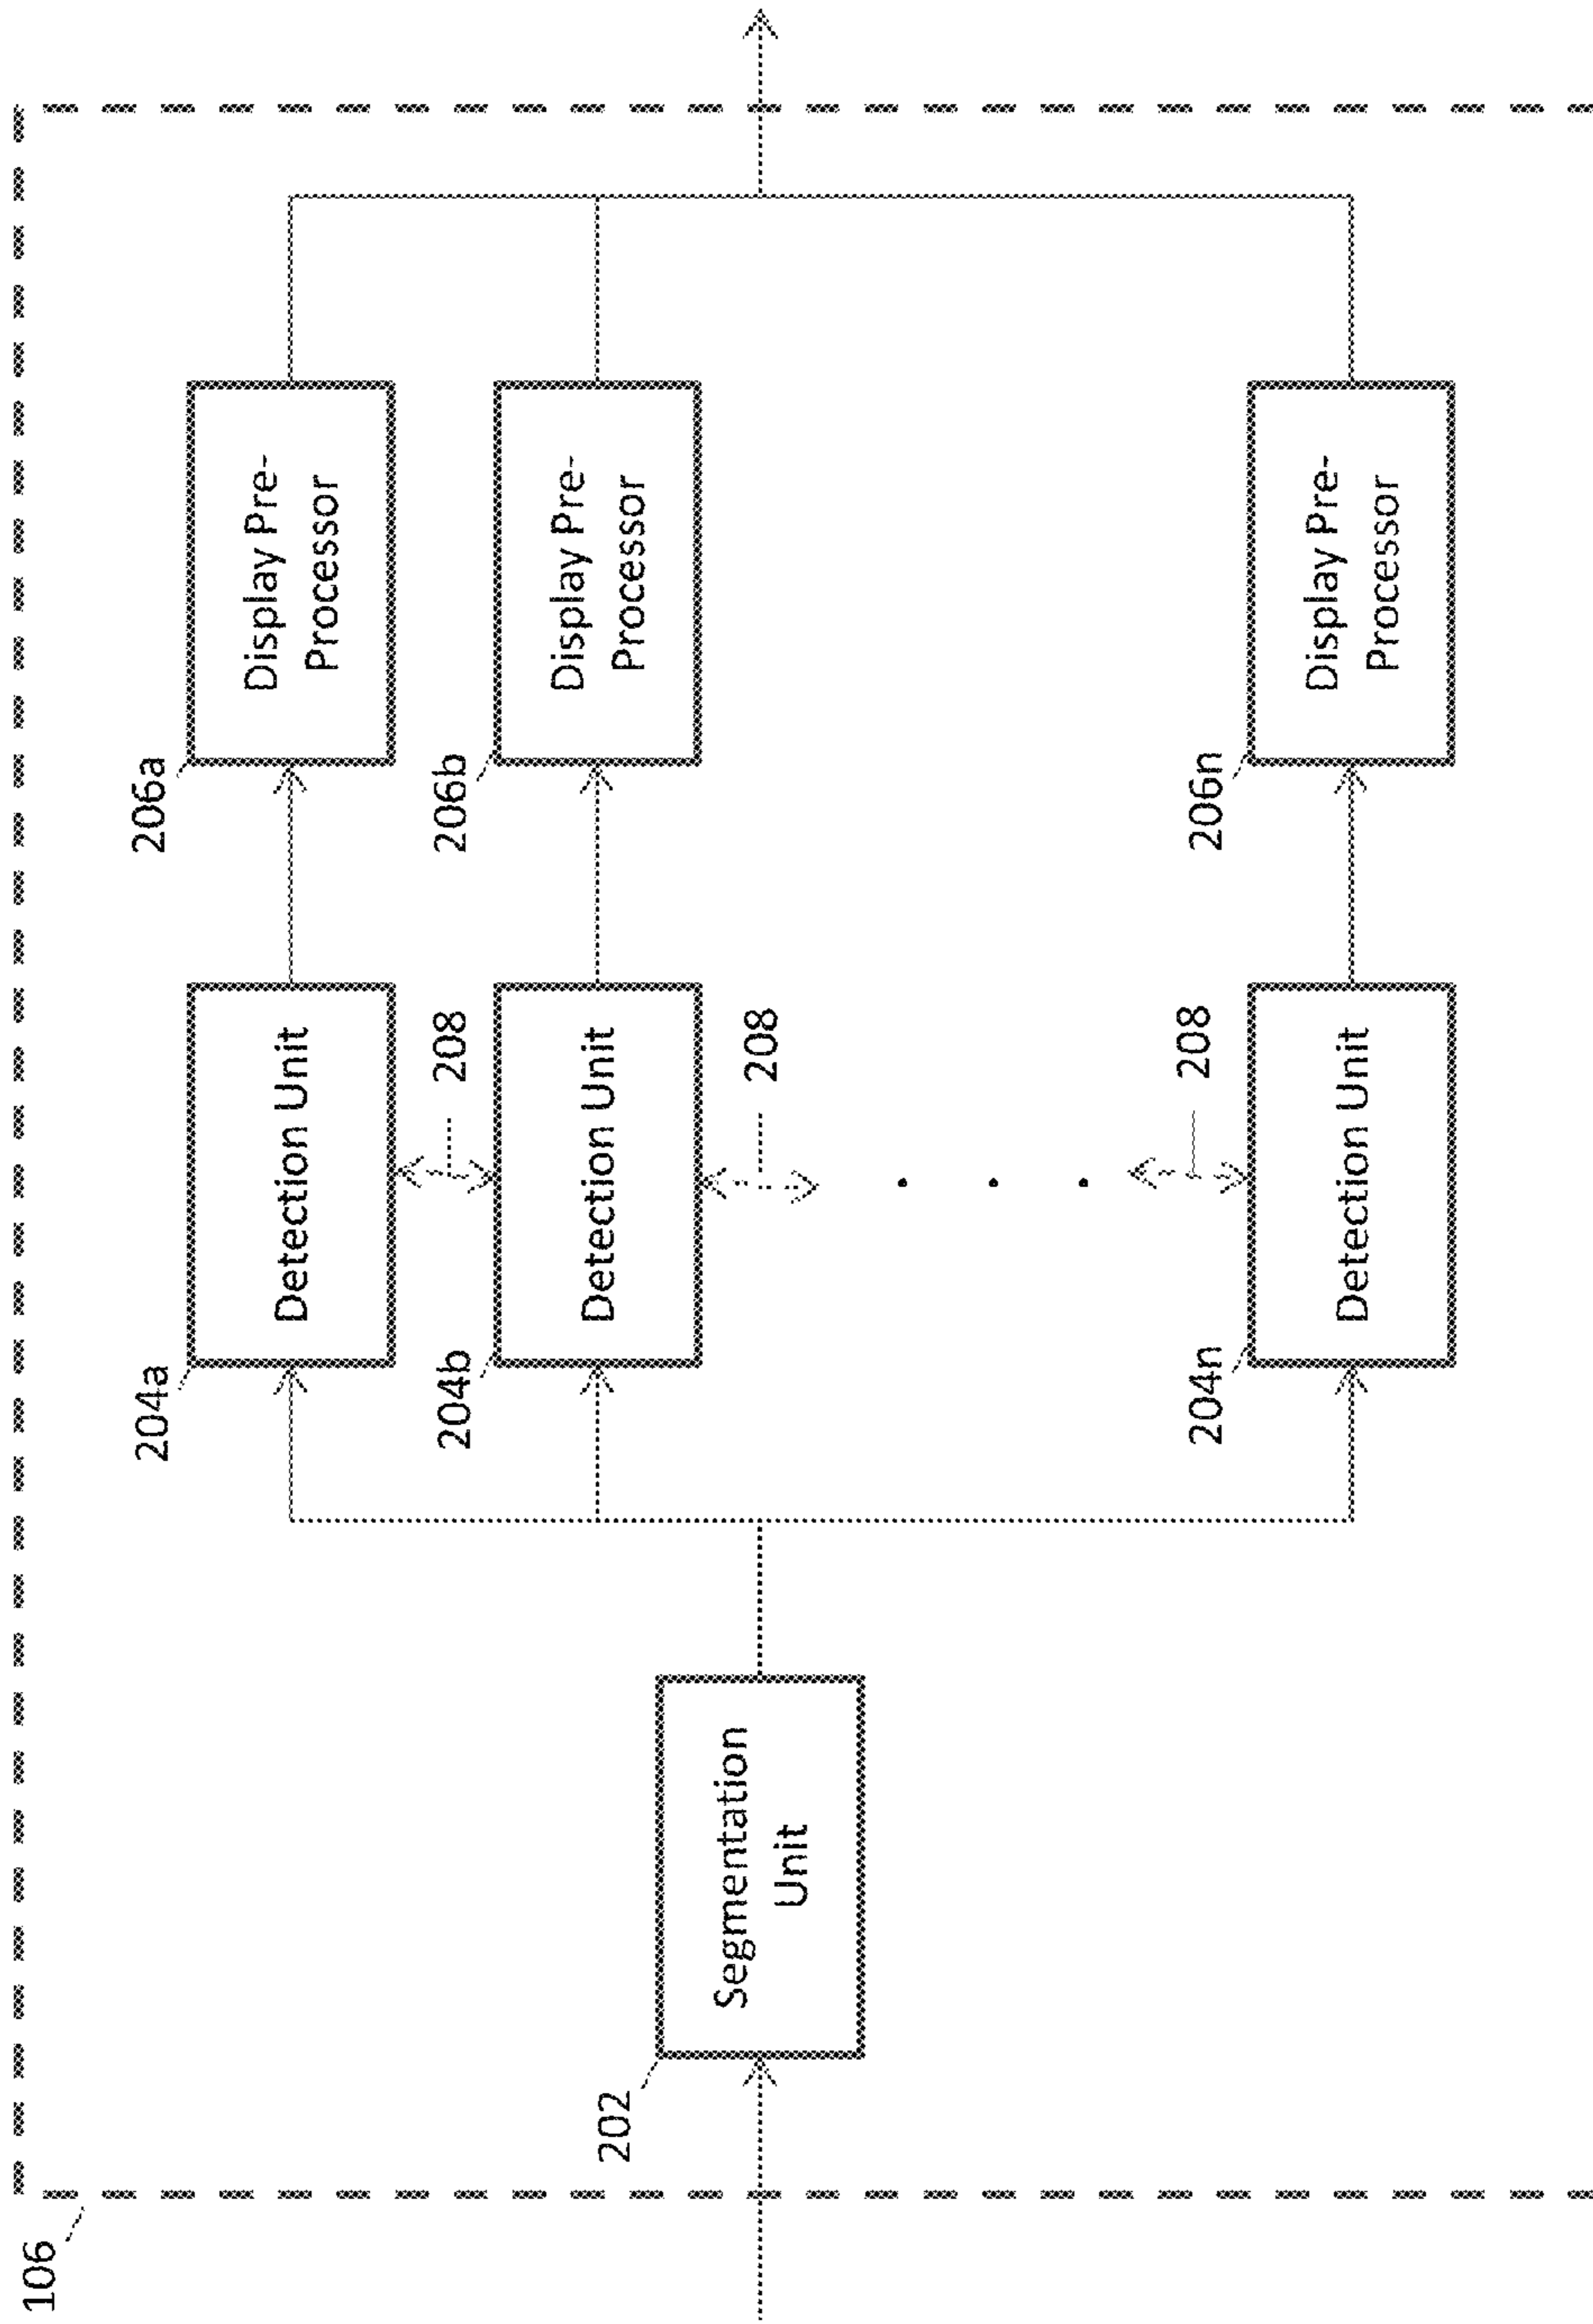 106
202
Segmentation
Unit
204a
Detection Unit
208
204b
Detection Unit
208
208
204n
Detection Unit
206a
Display Pre-
Processor
206b
Display Pre-
Processor
206n
Display Pre-
Processor